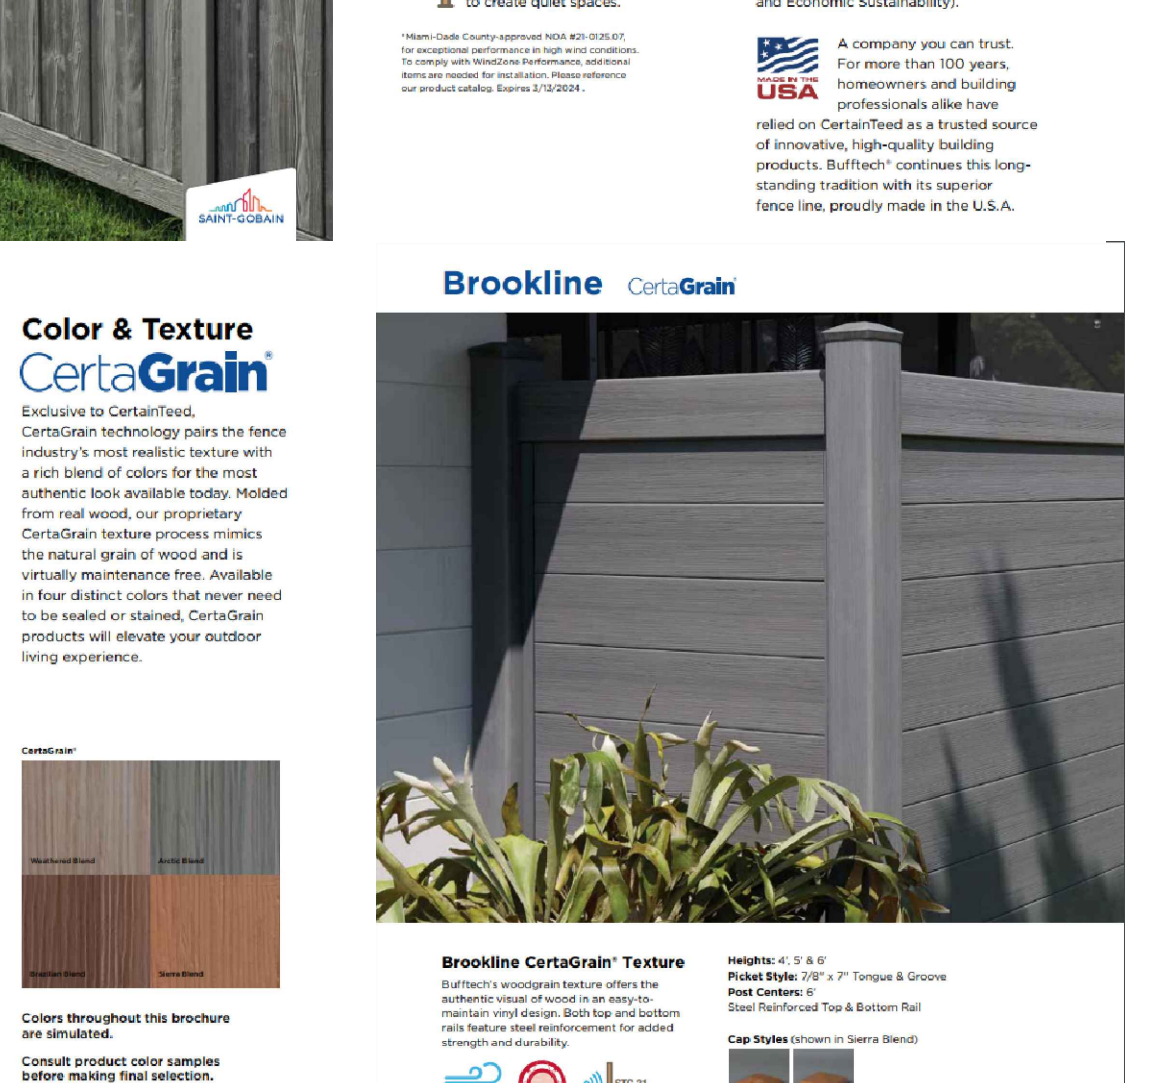 to create quiet spaces.
*Miami-Dade County-approved NOA #21-0125.07,
for exceptional performance in high wind conditions.
To comply with WindZone Performance, additional
items are needed for installation. Please reference
our product catalog. Expires 3/13/2024.
and Economic Sustainability).
MADE IN THE
USA
A company you can trust.
For more than 100 years,
homeowners and building
professionals alike have
relied on CertainTeed as a trusted source
of innovative, high-quality building
products. Bufftech® continues this long-
standing tradition with its superior
fence line, proudly made in the U.S.A.
SAINT-GOBAIN
Color & Texture
CertaGrain®
Exclusive to CertainTeed,
CertaGrain technology pairs the fence
industry's most realistic texture with
a rich blend of colors for the most
authentic look available today. Molded
from real wood, our proprietary
CertaGrain texture process mimics
the natural grain of wood and is
virtually maintenance free. Available
in four distinct colors that never need
to be sealed or stained, CertaGrain
products will elevate your outdoor
living experience.
CertaGrain®
Weathered Blend
Arctic Blend
Brazilian Blend
Sierra Blend
Colors throughout this brochure
are simulated.
Consult product color samples
before making final selection.
Brookline CertaGrain®
Brookline CertaGrain® Texture
Bufftech's woodgrain texture offers the
authentic visual of wood in an easy-to-
maintain vinyl design. Both top and bottom
rails feature steel reinforcement for added
strength and durability.
STC 21
Heights: 4', 5' & 6'
Picket Style: 7/8" x 7" Tongue & Groove
Post Centers: 6'
Steel Reinforced Top & Bottom Rail
Cap Styles (shown in Sierra Blend)